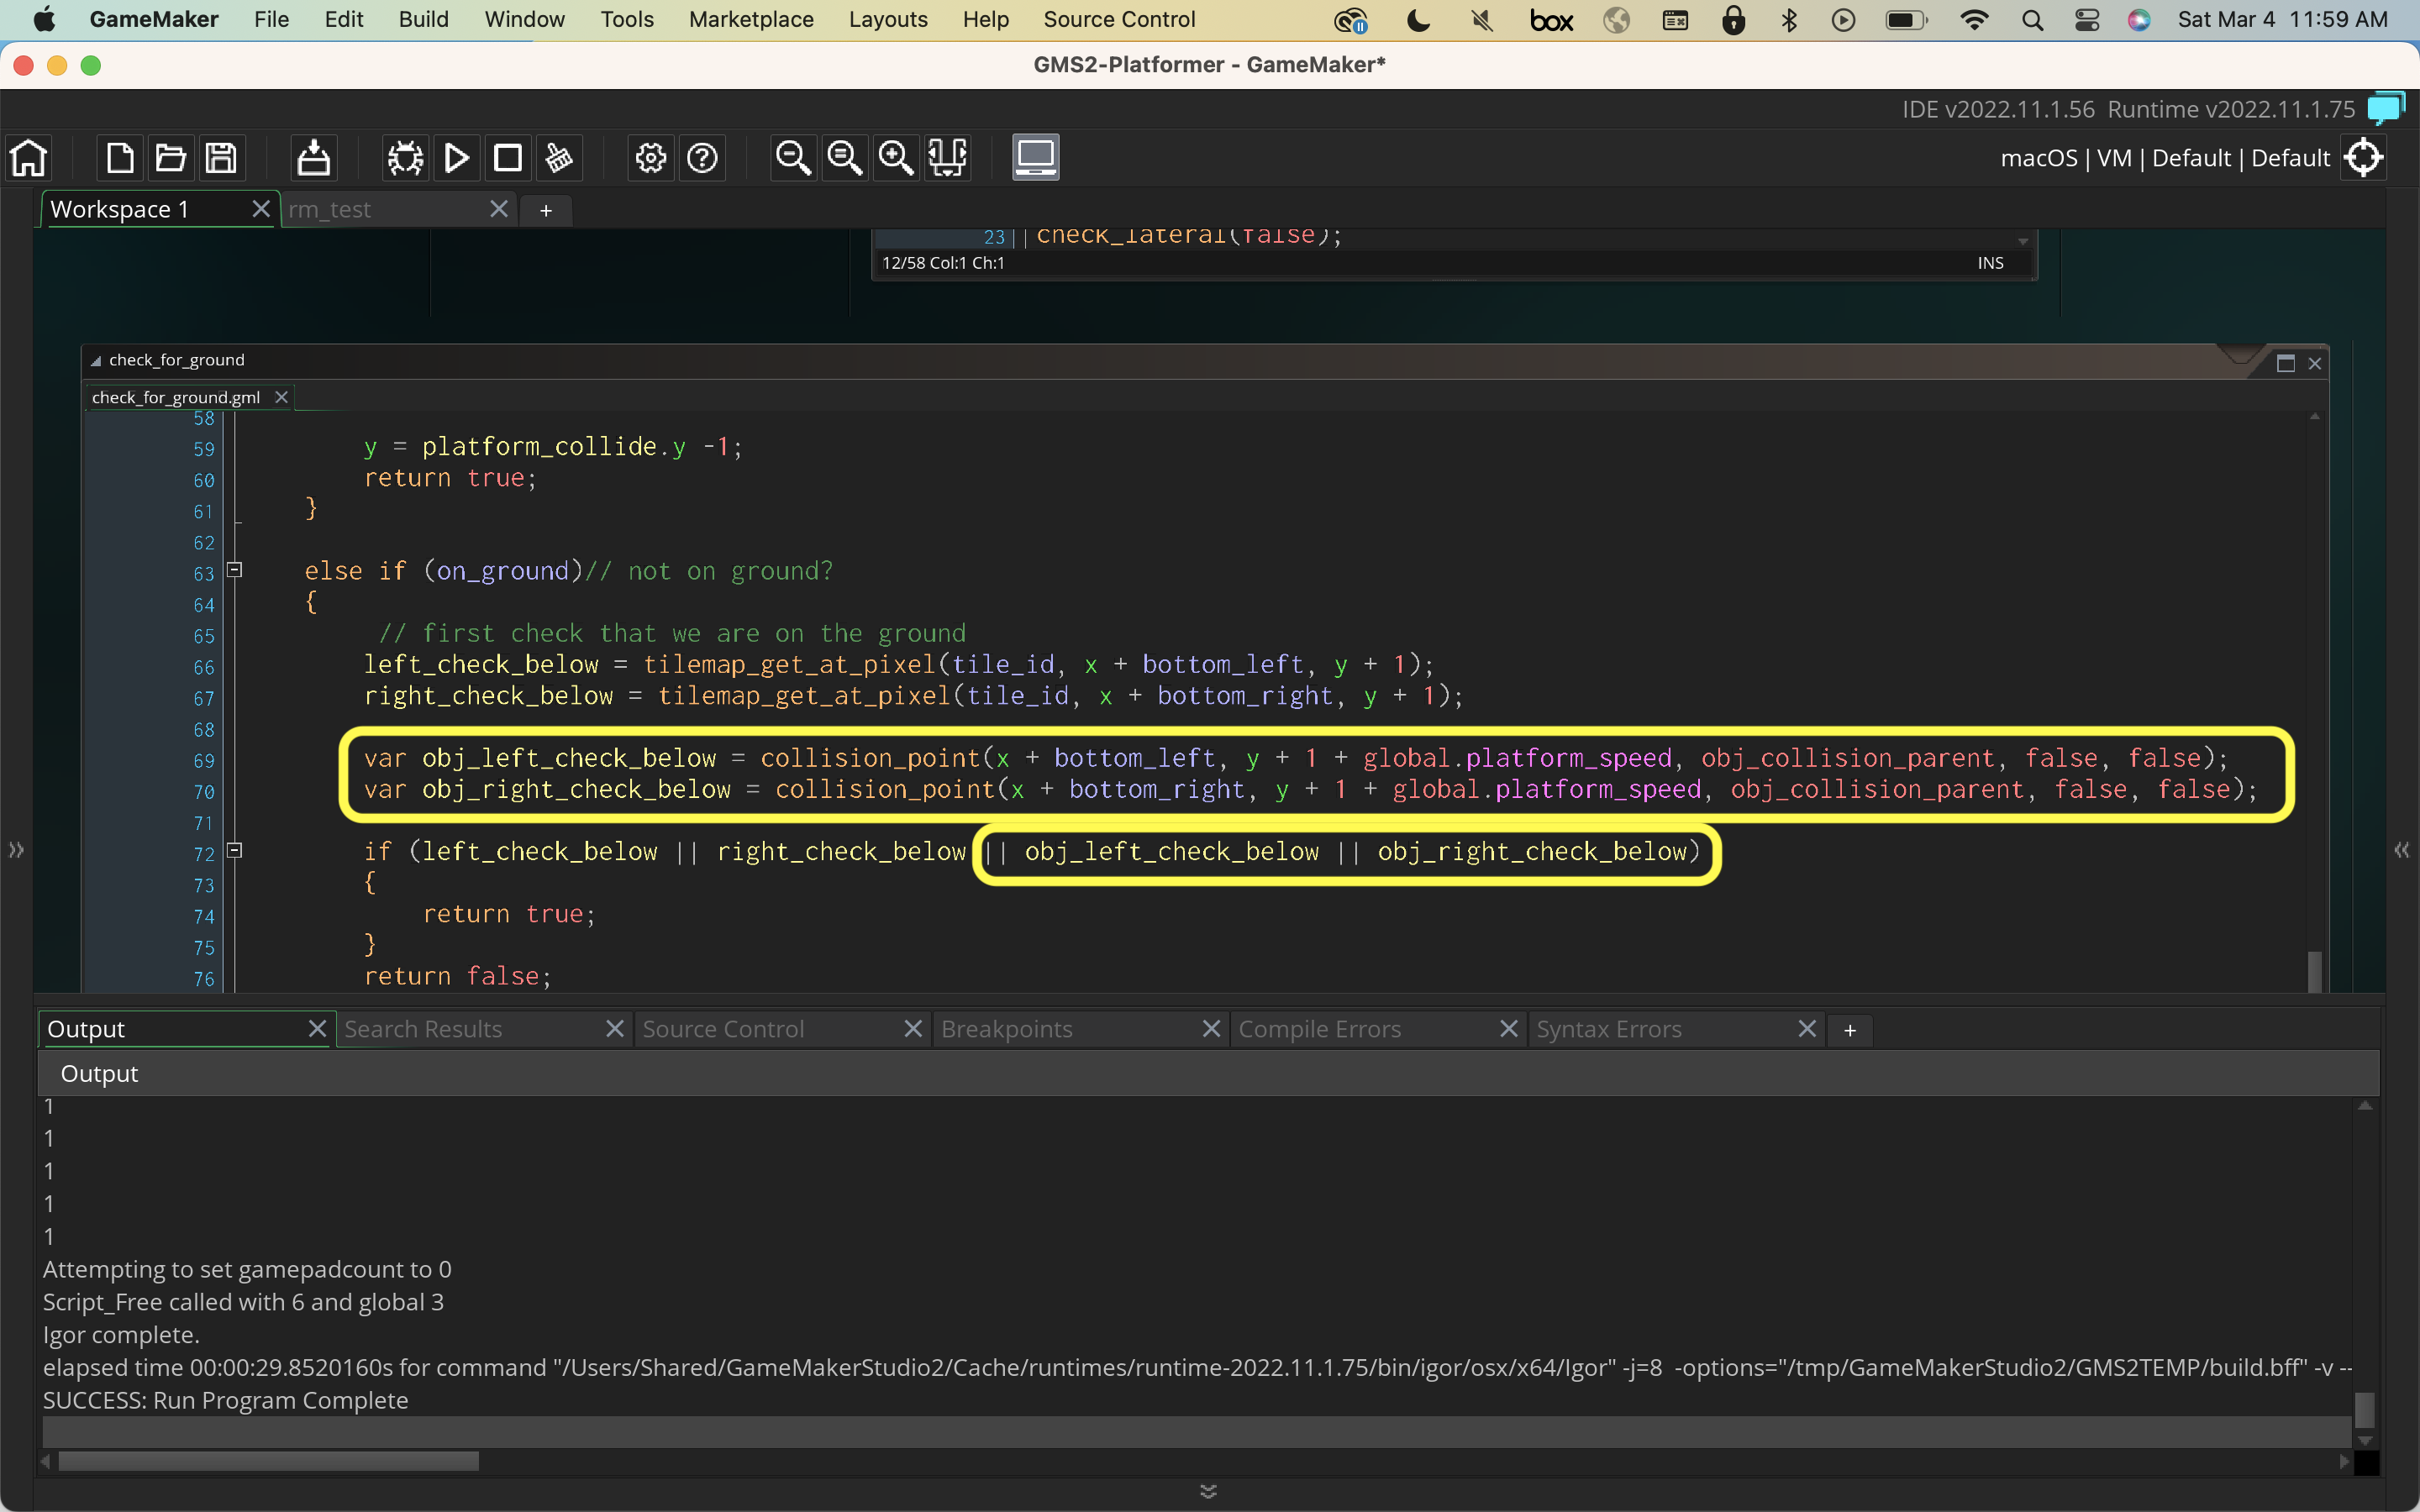 GameMaker File Edit Build Window Tools Marketplace Layouts Help Source Control box Sat Mar 4 11:59 AM
GMS2-Platformer - GameMaker*
IDE v2022.11.1.56 Runtime v2022.11.1.75
macOS | VM | Default | Default
Workspace 1 rm_test +
23 check_lateral(false);
12/58 Col:1 Ch:1 INS
check_for_ground
check_for_ground.gml
58
59 y = platform_collide.y -1;
60 return true;
61 }
62
63 else if (on_ground)// not on ground?
64 {
65 // first check that we are on the ground
66 left_check_below = tilemap_get_at_pixel(tile_id, x + bottom_left, y + 1);
67 right_check_below = tilemap_get_at_pixel(tile_id, x + bottom_right, y + 1);
68
69 var obj_left_check_below = collision_point(x + bottom_left, y + 1 + global.platform_speed, obj_collision_parent, false, false);
70 var obj_right_check_below = collision_point(x + bottom_right, y + 1 + global.platform_speed, obj_collision_parent, false, false);
71
72 if (left_check_below || right_check_below || obj_left_check_below || obj_right_check_below)
73 {
74 return true;
75 }
76 return false;
Output Search Results Source Control Breakpoints Compile Errors Syntax Errors +
Output
1
1
1
1
1
Attempting to set gamepadcount to 0
Script_Free called with 6 and global 3
Igor complete.
elapsed time 00:00:29.8520160s for command "/Users/Shared/GameMakerStudio2/Cache/runtimes/runtime-2022.11.1.75/bin/igor/osx/x64/Igor" -j=8 -options="/tmp/GameMakerStudio2/GMS2TEMP/build.bff" -v --
SUCCESS: Run Program Complete